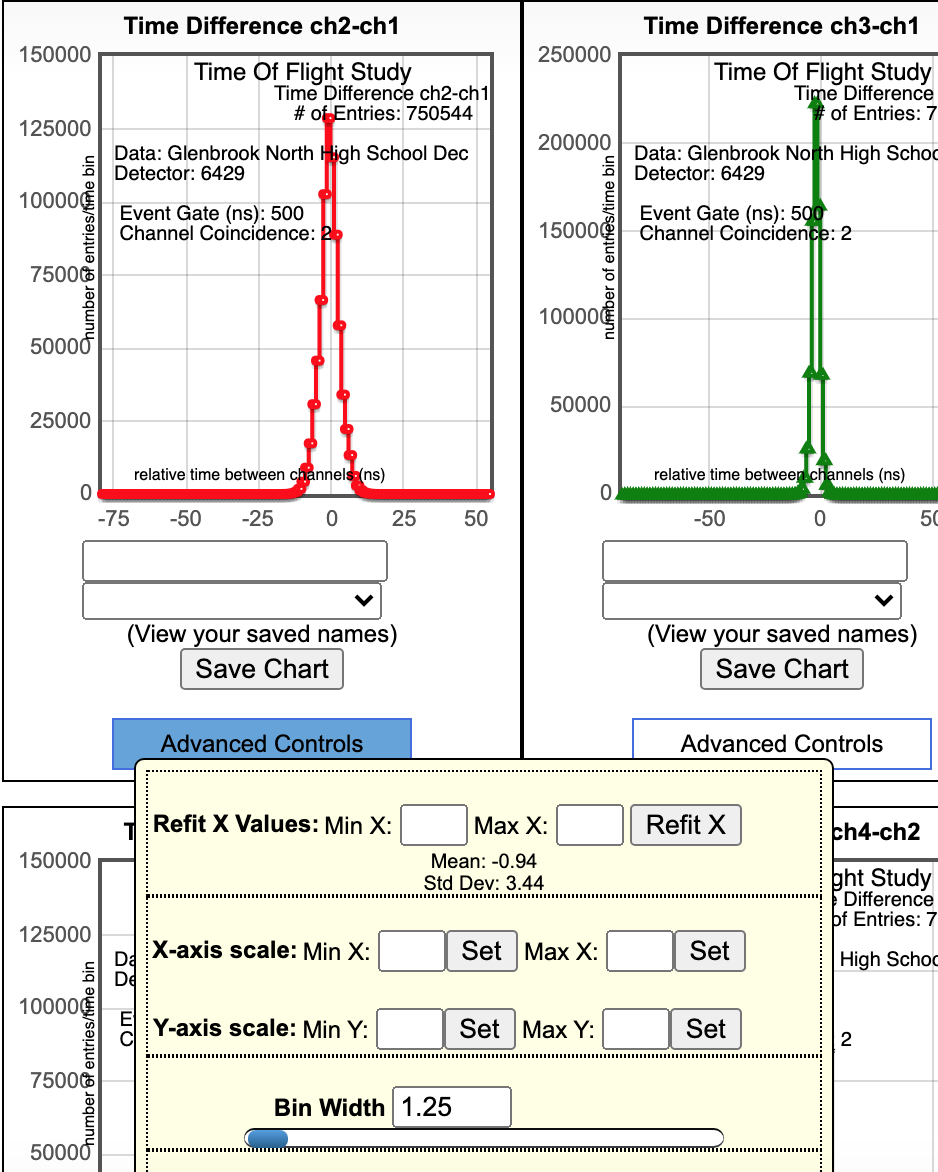 Time Difference ch2-ch1
150000
125000
100000
75000
50000
25000
0
number of entries/time bin
Time Of Flight Study
Time Difference ch2-ch1
# of Entries: 750544
Data: Glenbrook North High School Dec
Detector: 6429
Event Gate (ns): 500
Channel Coincidence: 2
relative time between channels (ns)
-75 -50 -25 0 25 50
(View your saved names)
Save Chart
Advanced Controls
Time Difference ch3-ch1
250000
200000
150000
100000
50000
0
number of entries/time bin
Time Of Flight Study
Time Difference
# of Entries: 7
Data: Glenbrook North High Schoo
Detector: 6429
Event Gate (ns): 500
Channel Coincidence: 2
relative time between channels (ns)
-50 0 50
(View your saved names)
Save Chart
Advanced Controls
Refit X Values: Min X: Max X: Refit X
Mean: -0.94
Std Dev: 3.44
X-axis scale: Min X: Set Max X: Set
Y-axis scale: Min Y: Set Max Y: Set
Bin Width 1.25
T
150000
125000
100000
75000
50000
number of entries/time bin
Da
De
E
C
ch4-ch2
ght Study
e Difference
of Entries: 7
High Schoo
2